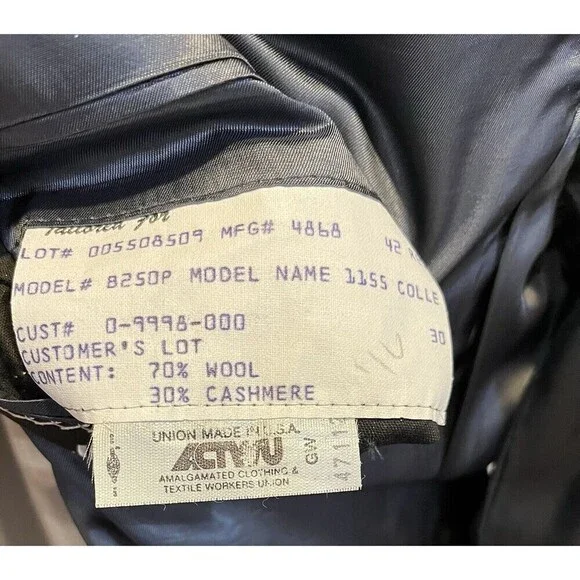 Tailored for
LOT# 005508509 MFG# 4868 42
MODEL# 8250P MODEL NAME 1155 COLLE
CUST# 0-9998-000 30
CUSTOMER'S LOT
CONTENT: 70% WOOL
30% CASHMERE
UNION MADE IN U.S.A.
ACTWU
AMALGAMATED CLOTHING &
TEXTILE WORKERS UNION
GW